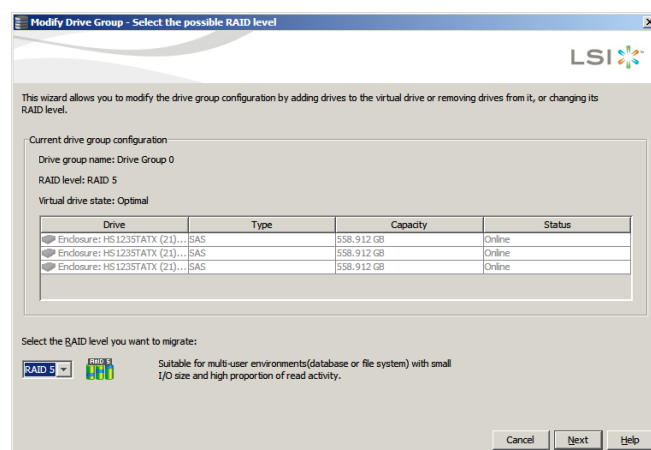 Modify Drive Group - Select the possible RAID level
LSI
This wizard allows you to modify the drive group configuration by adding drives to the virtual drive or removing drives from it, or changing its
RAID level.
Current drive group configuration
Drive group name: Drive Group 0
RAID level: RAID 5
Virtual drive state: Optimal
Drive Type Capacity Status
Enclosure: HS1235TATX (21)... SAS 558.912 GB Online
Enclosure: HS1235TATX (21)... SAS 558.912 GB Online
Enclosure: HS1235TATX (21)... SAS 558.912 GB Online
Select the RAID level you want to migrate:
RAID 5
RAID 5
Suitable for multi-user environments(database or file system) with small
I/O size and high proportion of read activity.
Cancel Next Help